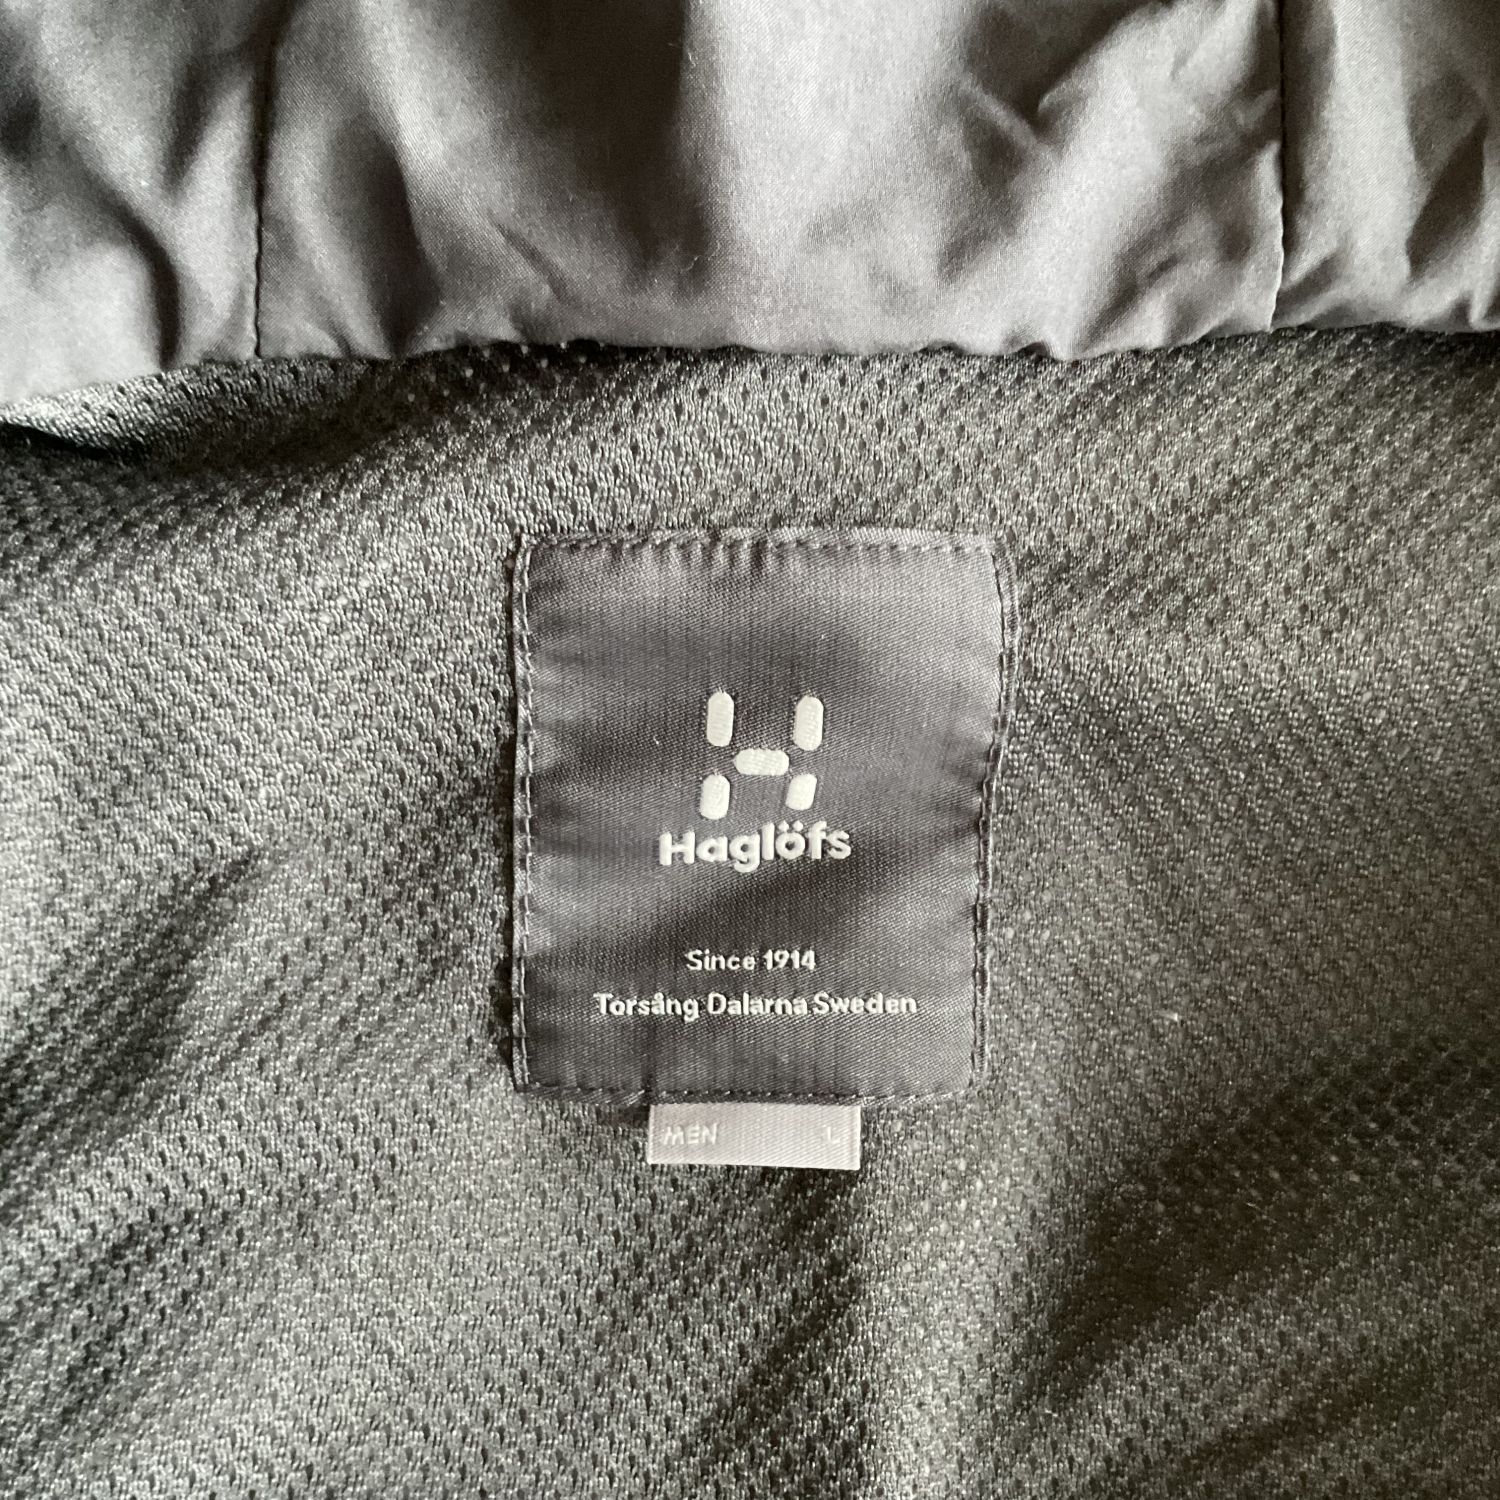 Haglöfs
Since 1914
Torsång Dalarna Sweden
MEN L